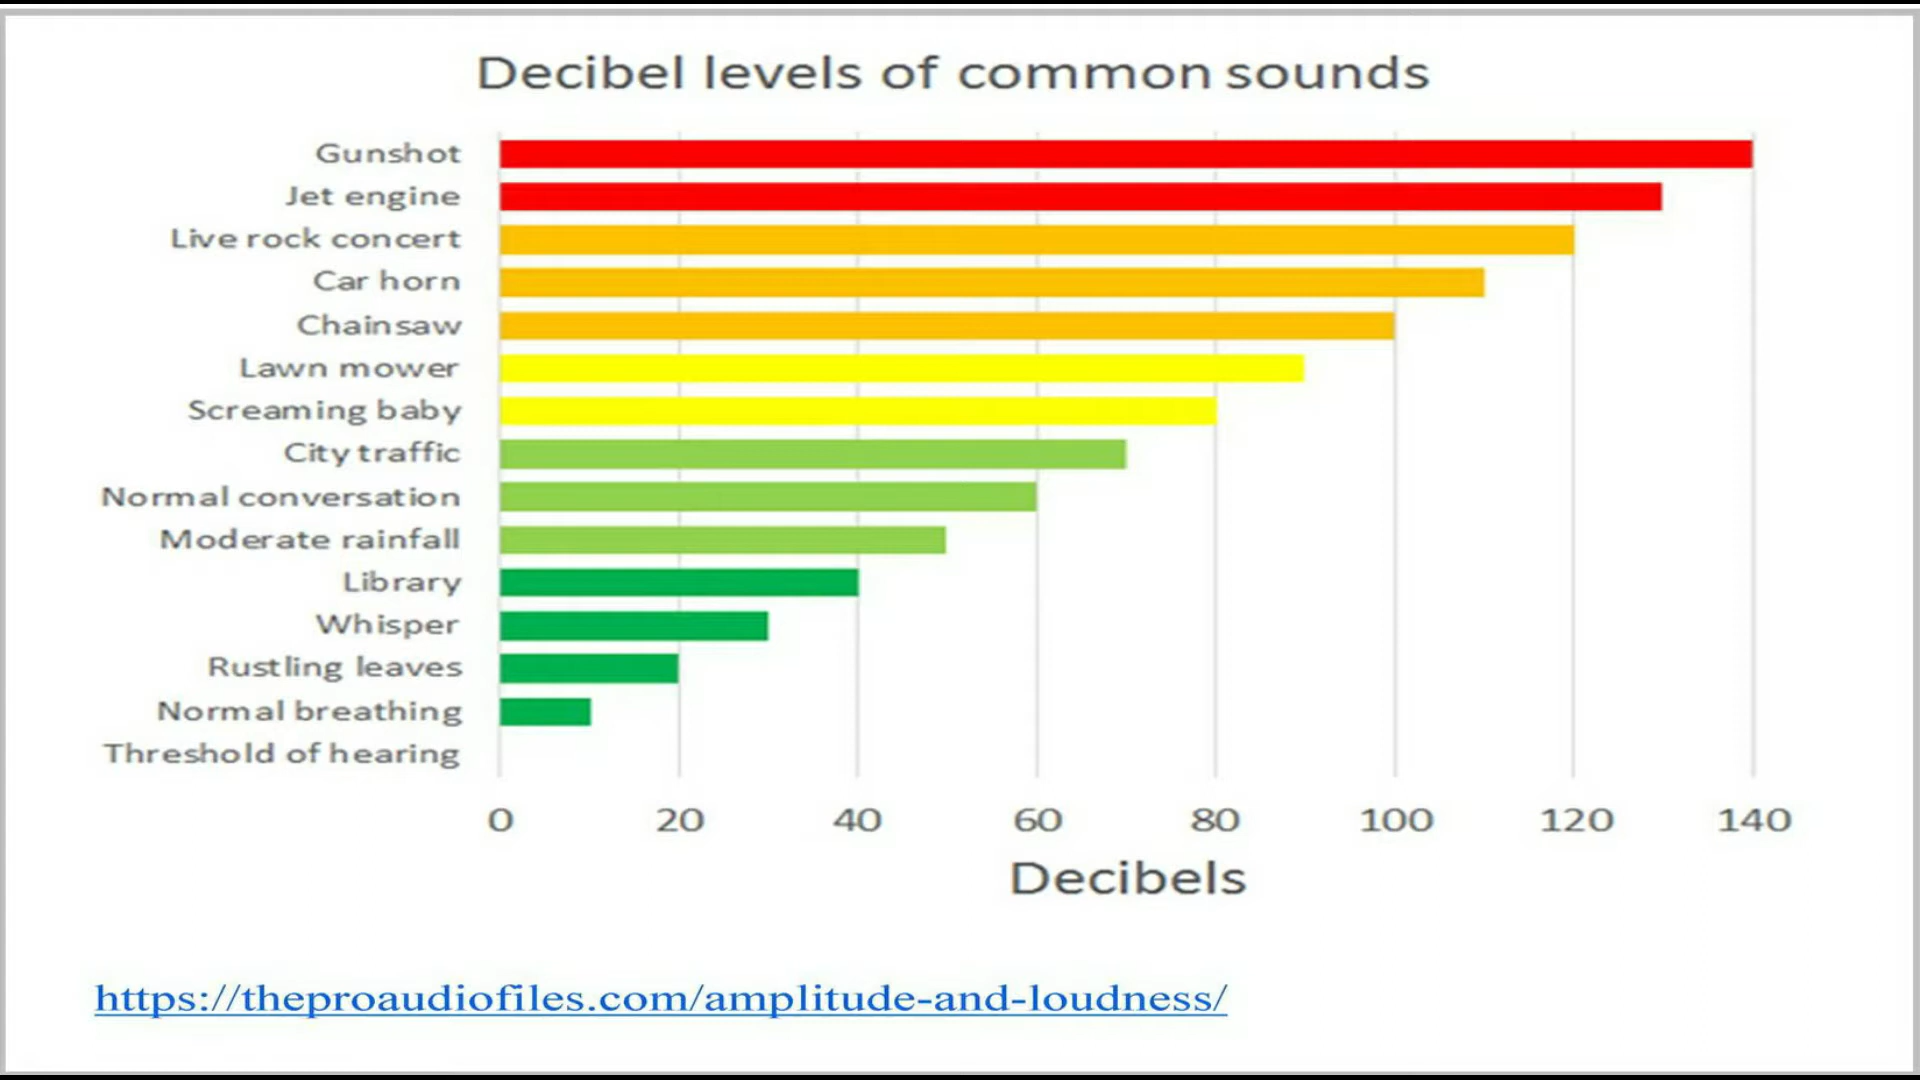 Decibel levels of common sounds
Gunshot
Jet engine
Live rock concert
Car horn
Chainsaw
Lawn mower
Screaming baby
City traffic
Normal conversation
Moderate rainfall
Library
Whisper
Rustling leaves
Normal breathing
Threshold of hearing
0 20 40 60 80 100 120 140
Decibels
https://theproaudiofiles.com/amplitude-and-loudness/